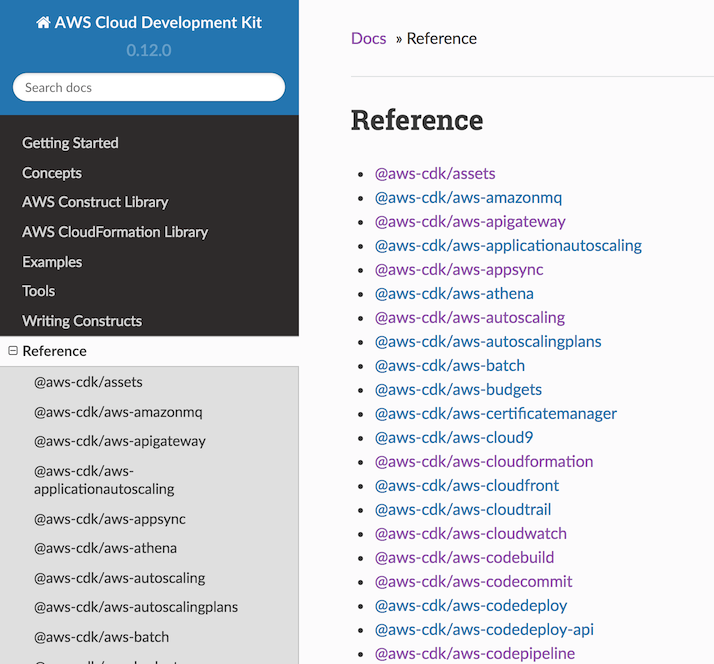 AWS Cloud Development Kit
0.12.0
Search docs
Getting Started
Concepts
AWS Construct Library
AWS CloudFormation Library
Examples
Tools
Writing Constructs
Reference
@aws-cdk/assets
@aws-cdk/aws-amazonmq
@aws-cdk/aws-apigateway
@aws-cdk/aws-
applicationautoscaling
@aws-cdk/aws-appsync
@aws-cdk/aws-athena
@aws-cdk/aws-autoscaling
@aws-cdk/aws-autoscalingplans
@aws-cdk/aws-batch
Docs » Reference
Reference
@aws-cdk/assets
@aws-cdk/aws-amazonmq
@aws-cdk/aws-apigateway
@aws-cdk/aws-applicationautoscaling
@aws-cdk/aws-appsync
@aws-cdk/aws-athena
@aws-cdk/aws-autoscaling
@aws-cdk/aws-autoscalingplans
@aws-cdk/aws-batch
@aws-cdk/aws-budgets
@aws-cdk/aws-certificatemanager
@aws-cdk/aws-cloud9
@aws-cdk/aws-cloudformation
@aws-cdk/aws-cloudfront
@aws-cdk/aws-cloudtrail
@aws-cdk/aws-cloudwatch
@aws-cdk/aws-codebuild
@aws-cdk/aws-codecommit
@aws-cdk/aws-codedeploy
@aws-cdk/aws-codedeploy-api
@aws-cdk/aws-codepipeline